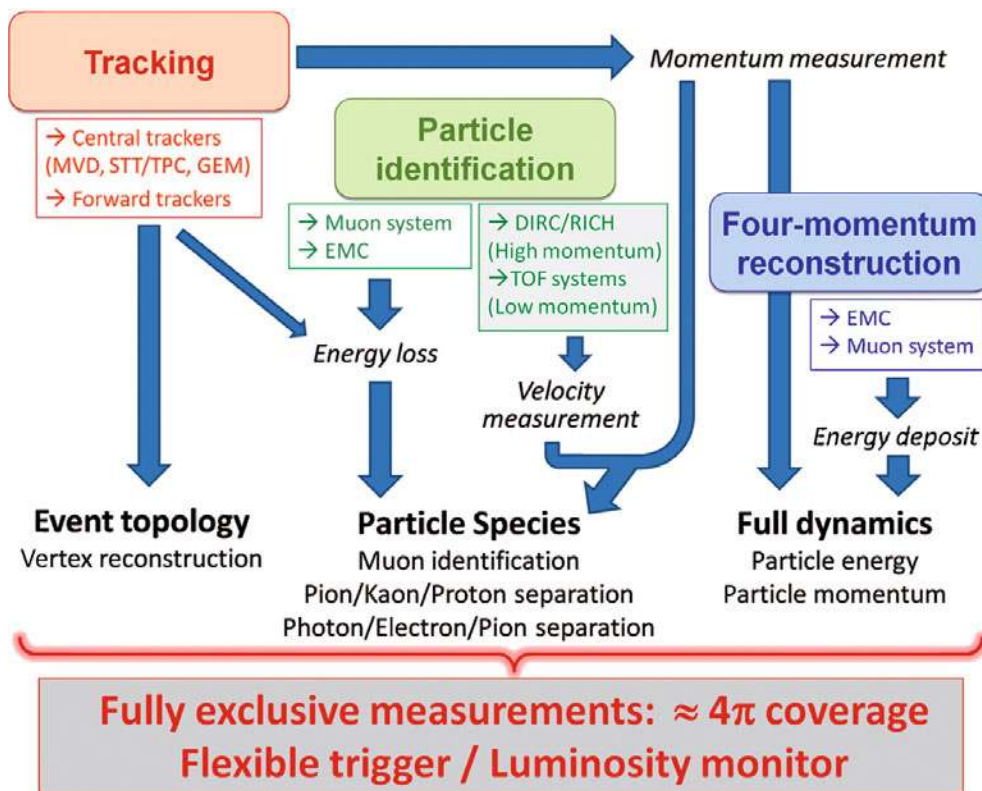 Tracking
Momentum measurement
→ Central trackers
(MVD, STT/TPC, GEM)
→ Forward trackers
Particle
identification
→ Muon system
→ EMC
→ DIRC/RICH
(High momentum)
→TOF systems
(Low momentum)
Four-momentum
reconstruction
→ EMC
→ Muon system
Energy loss
Velocity
measurement
Energy deposit
Event topology
Vertex reconstruction
Particle Species
Muon identification
Pion/Kaon/Proton separation
Photon/Electron/Pion separation
Full dynamics
Particle energy
Particle momentum
Fully exclusive measurements: ≈ 4π coverage
Flexible trigger / Luminosity monitor